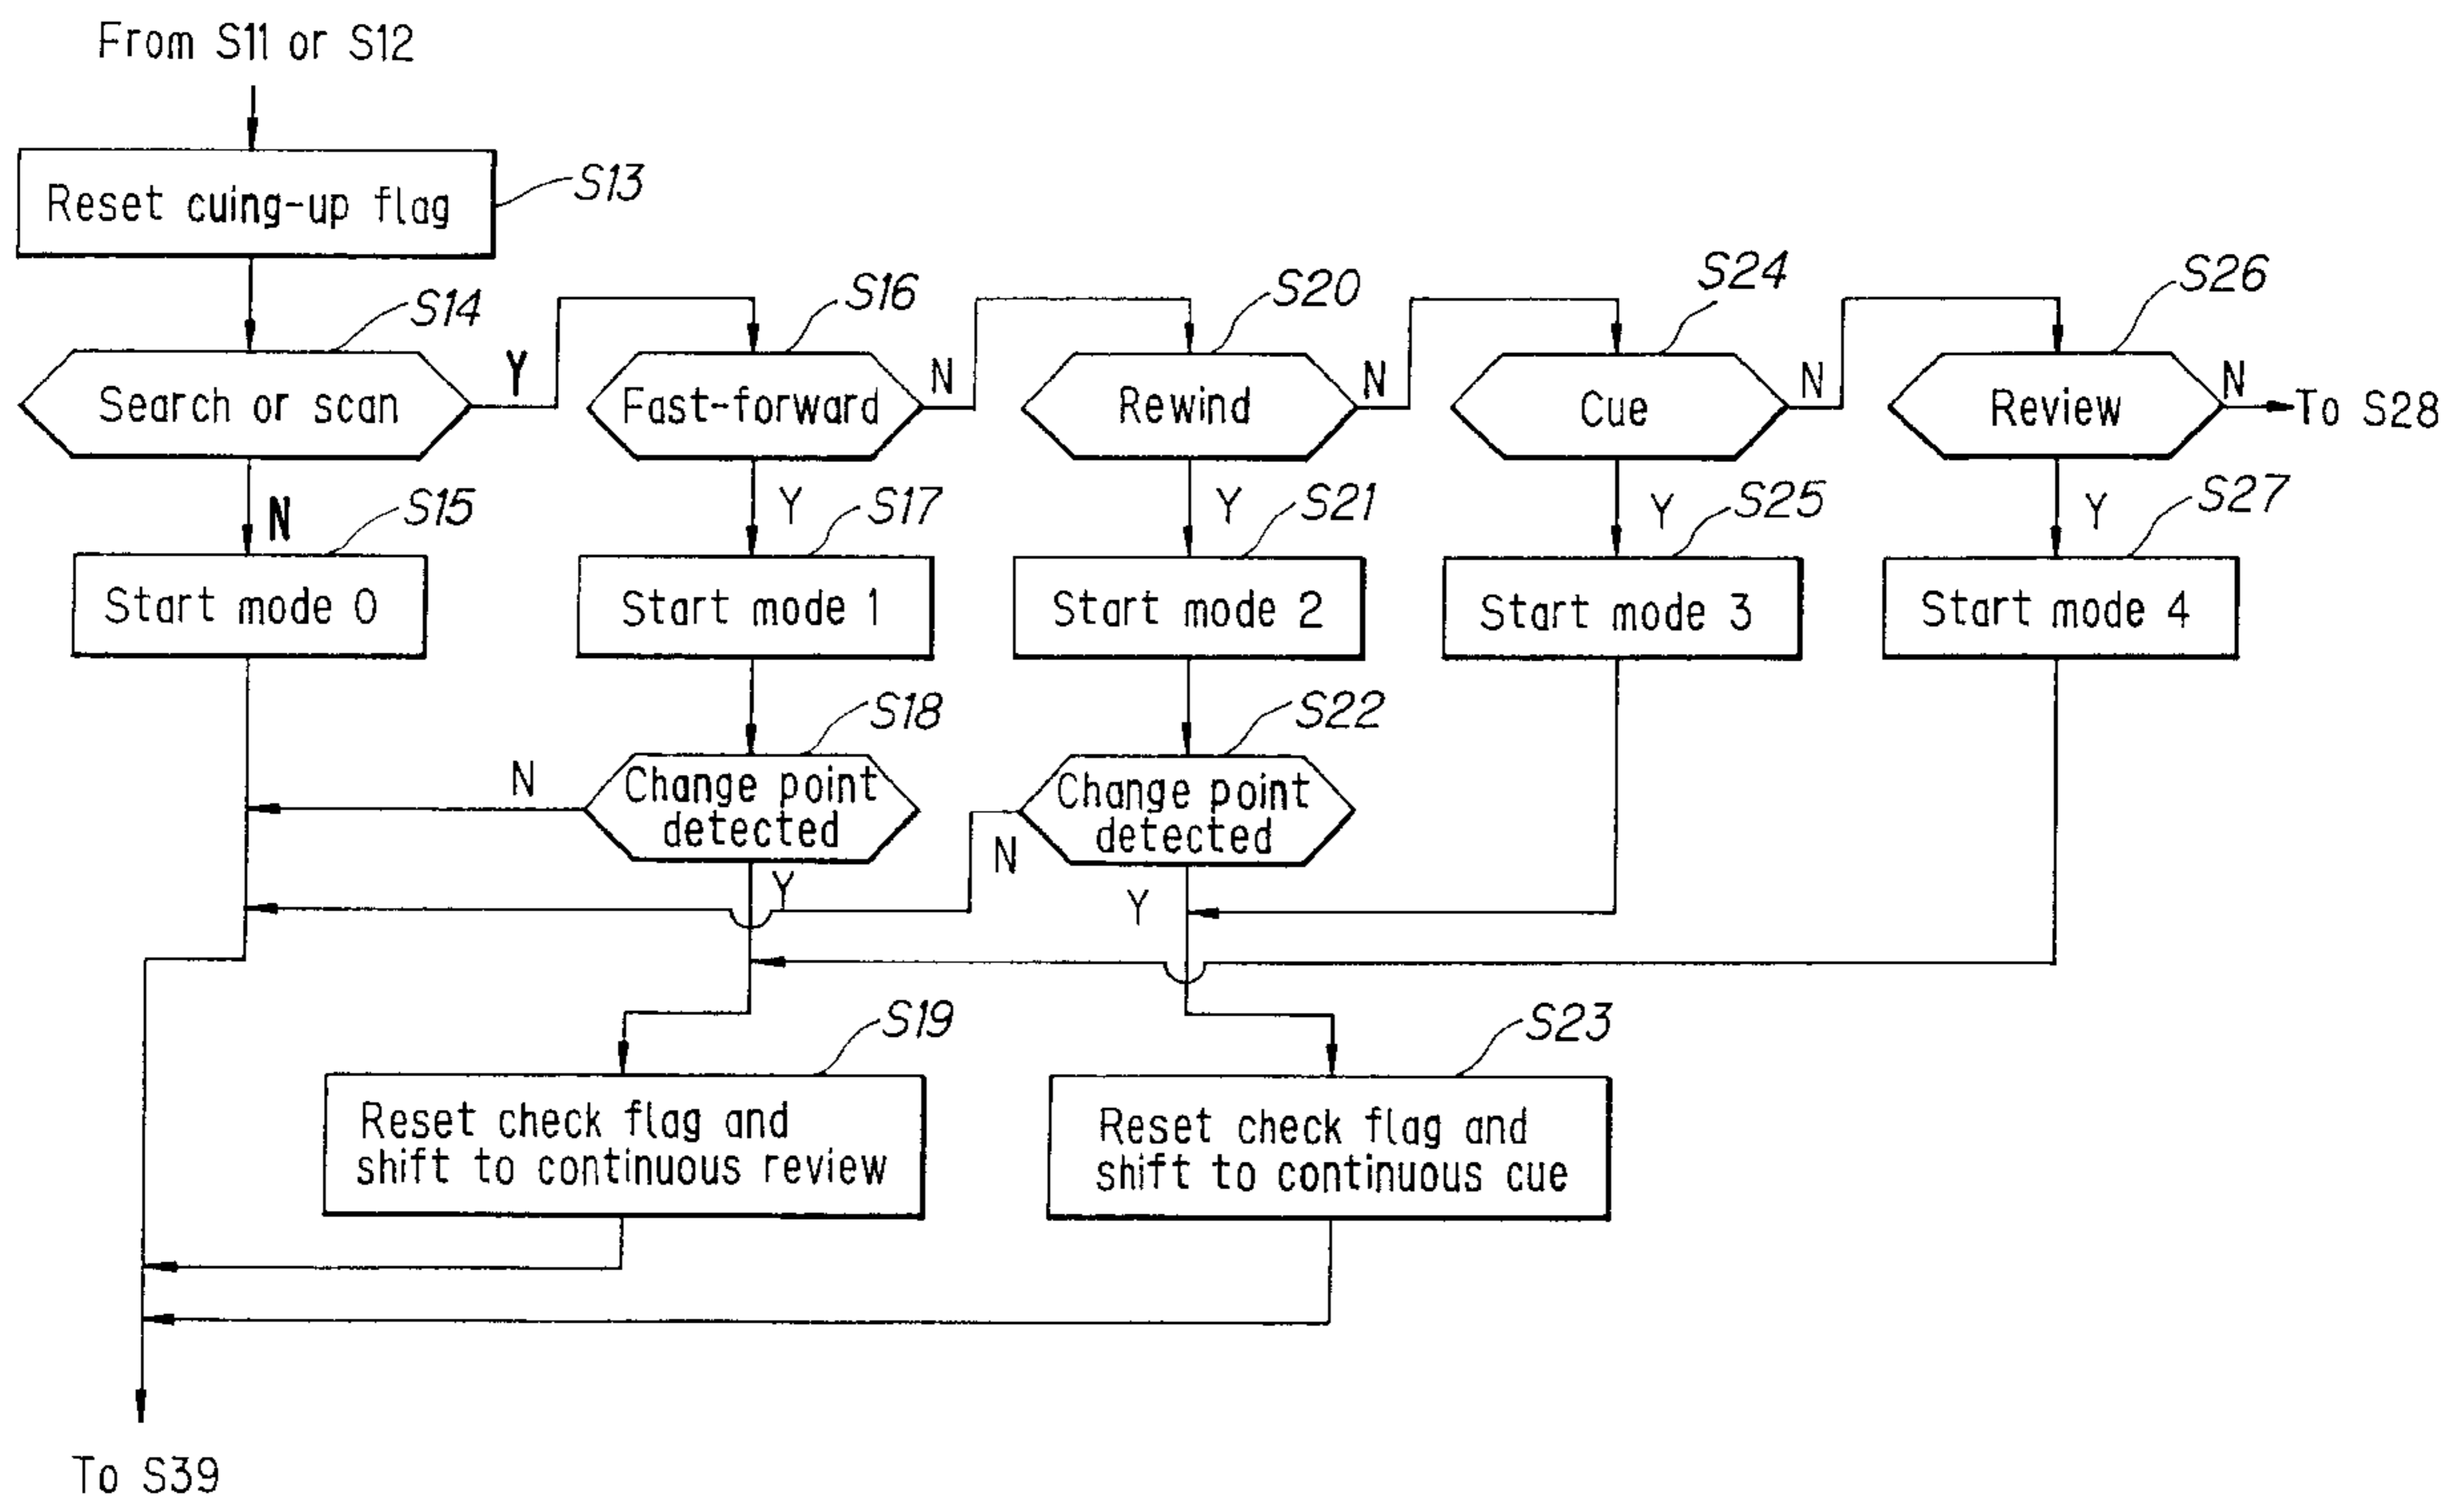 From S11 or S12
Reset cuing-up flag
S13
S14
S16
S20
S24
S26
Search or scan
Y
Fast-forward
N
Rewind
N
Cue
N
Review
N
To S28
N
S15
Y
S17
Y
S21
Y
S25
Y
S27
Start mode 0
Start mode 1
Start mode 2
Start mode 3
Start mode 4
S18
S22
N
Change point
detected
Y
Change point
detected
N
Y
S19
S23
Reset check flag and
shift to continuous review
Reset check flag and
shift to continuous cue
To S39